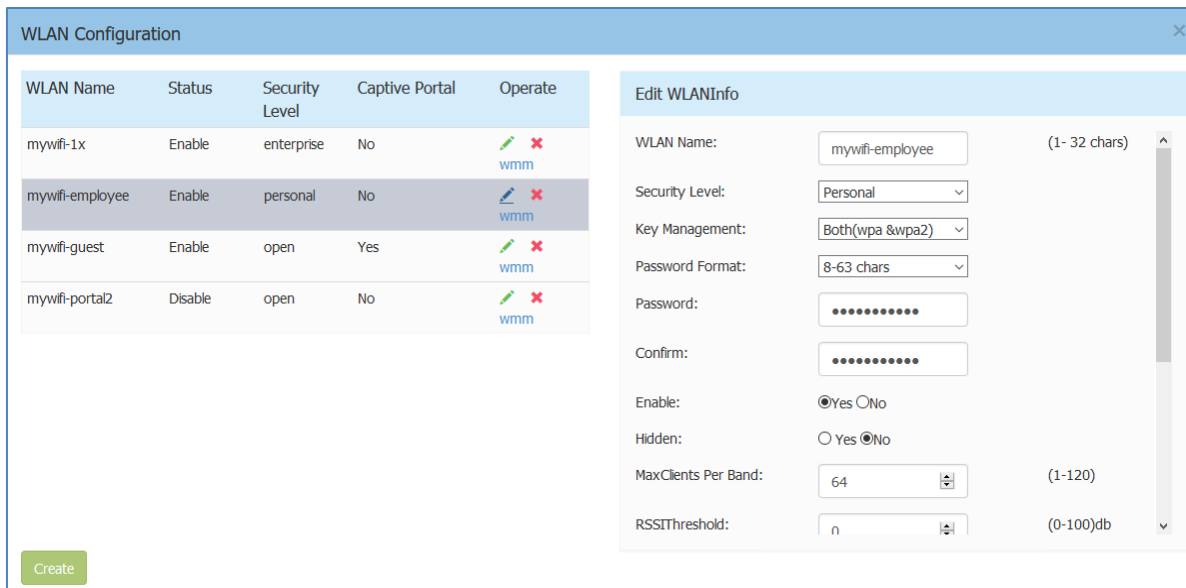 WLAN Configuration
WLAN Name Status Security Level Captive Portal Operate
mywifi-1x Enable enterprise No
wmm
mywifi-employee Enable personal No
wmm
mywifi-guest Enable open Yes
wmm
mywifi-portal2 Disable open No
wmm
Create
Edit WLANInfo
WLAN Name: mywifi-employee (1- 32 chars)
Security Level: Personal
Key Management: Both(wpa &wpa2)
Password Format: 8-63 chars
Password: ●●●●●●●●●●●
Confirm: ●●●●●●●●●●●
Enable: Yes No
Hidden: Yes No
MaxClients Per Band: 64 (1-120)
RSSIThreshold: 0 (0-100)db